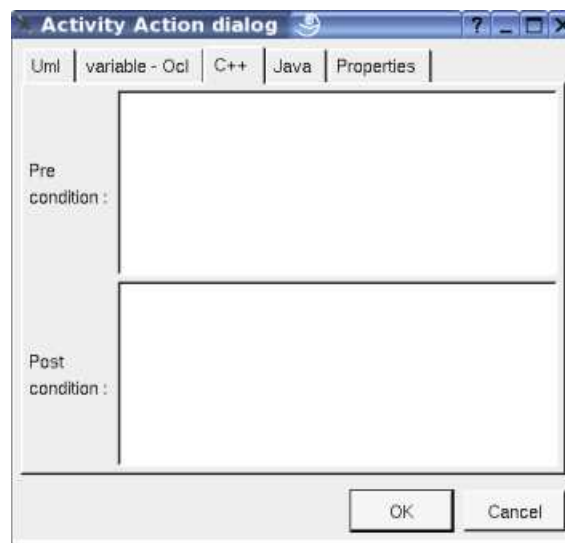 Activity Action dialog
Uml variable - Ocl C++ Java Properties
Pre
condition :
Post
condition :
OK Cancel